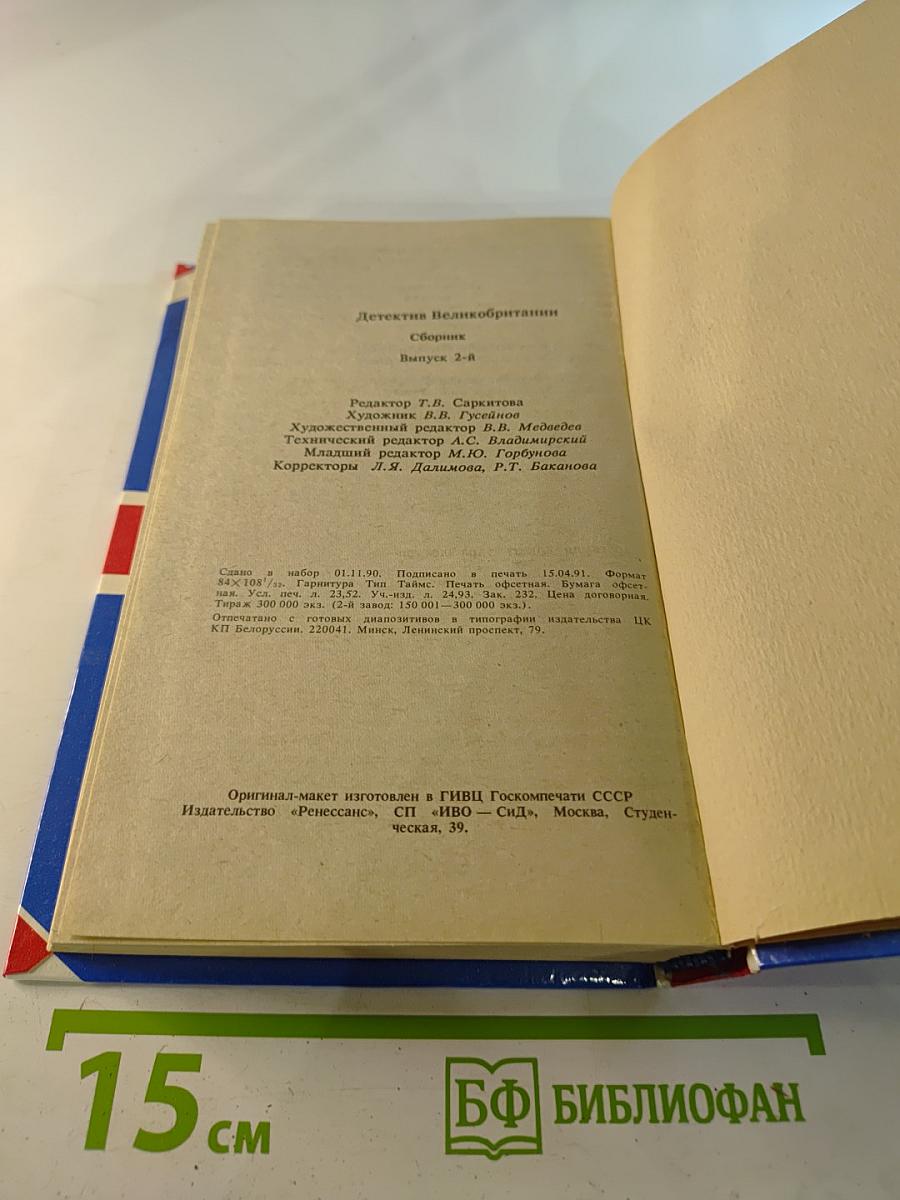 Детектив Великобритании
Сборник
Выпуск 2-й
Редактор Т.В. Саркитова
Художник В.В. Гусейнов
Художественный редактор В.В. Медведев
Технический редактор А.С. Владимирский
Младший редактор М.Ю. Горбунова
Корректоры Л.Я. Далимова, Р.Т. Баканова
Сдано в набор 01.11.90. Подписано в печать 15.04.91. Формат
84×108¹/₃₂. Гарнитура Тип Таймс. Печать офсетная. Бумага офсет-
ная. Усл. печ. л. 23,52. Уч.-изд. л. 24,93. Зак. 232. Цена договорная.
Тираж 300 000 экз. (2-й завод: 150 001—300 000 экз.).
Отпечатано с готовых диапозитивов в типографии издательства ЦК
КП Белоруссии. 220041. Минск, Ленинский проспект, 79.
Оригинал-макет изготовлен в ГИВЦ Госкомпечати СССР
Издательство «Ренессанс», СП «ИВО — СиД», Москва, Студен-
ческая, 39.
15 см
БФ БИБЛИОФАН